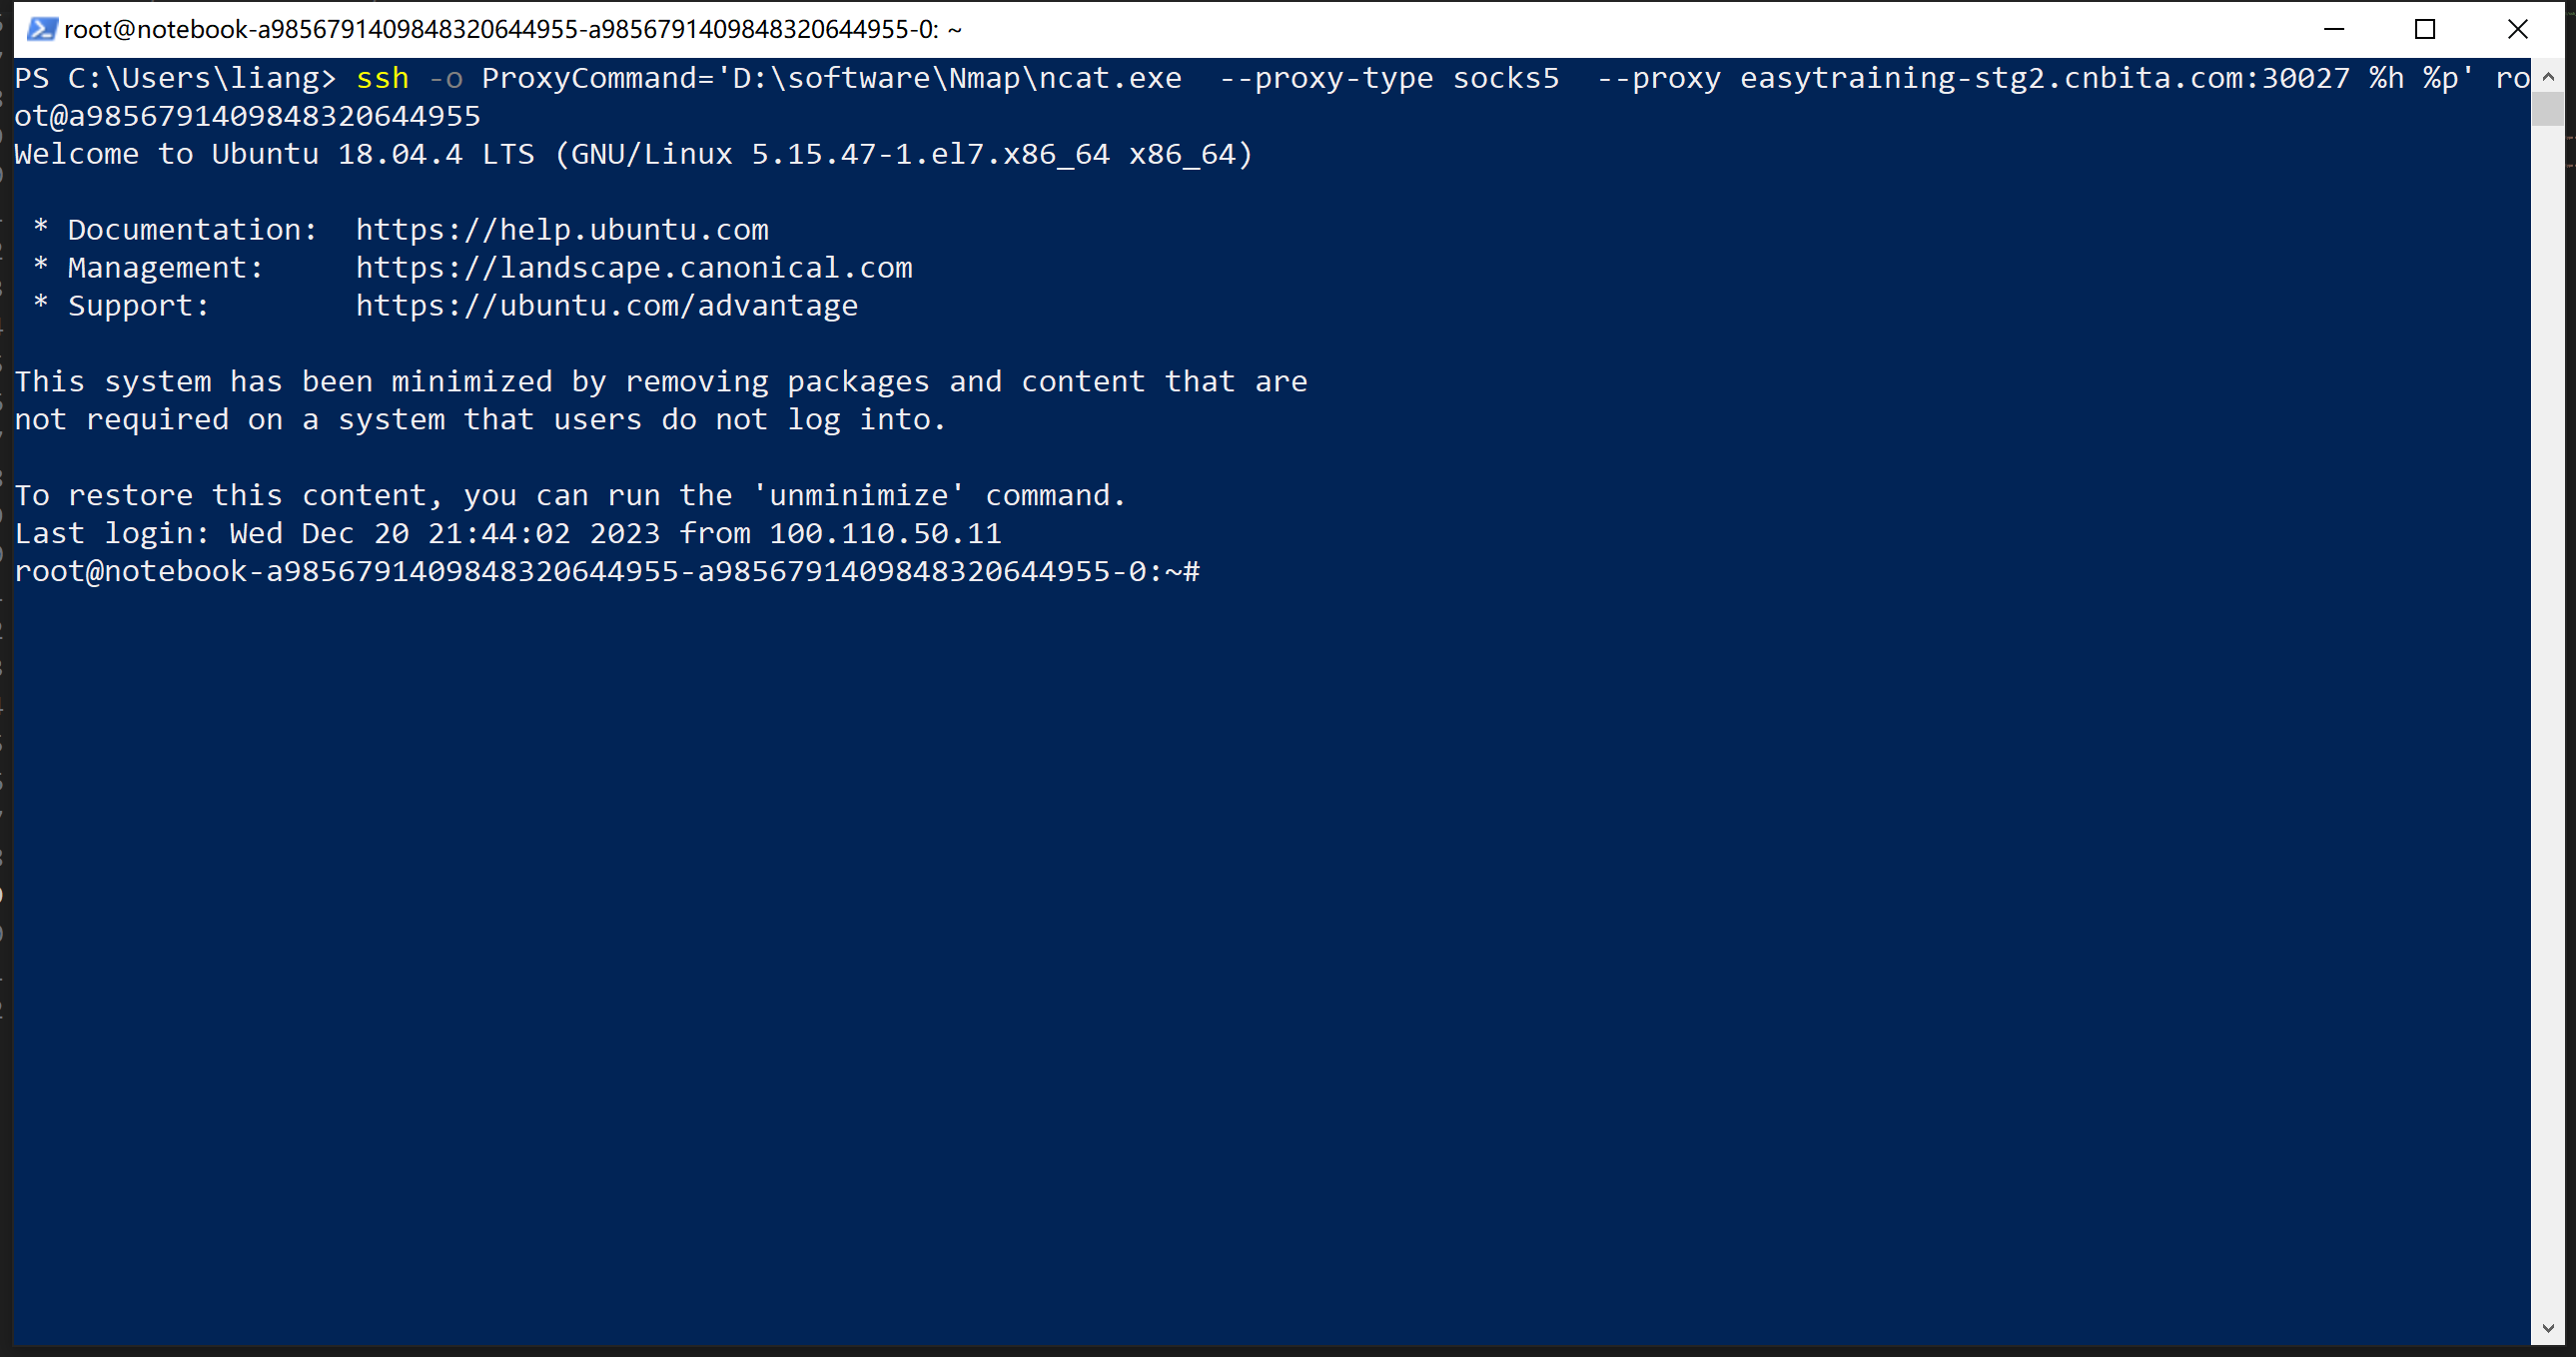 root@notebook-a9856791409848320644955-a9856791409848320644955-0: ~
PS C:\Users\liang> ssh -o ProxyCommand='D:\software\Nmap\ncat.exe  --proxy-type socks5  --proxy easytraining-stg2.cnbita.com:30027 %h %p' ro
ot@a9856791409848320644955
Welcome to Ubuntu 18.04.4 LTS (GNU/Linux 5.15.47-1.el7.x86_64 x86_64)
 * Documentation:  https://help.ubuntu.com
 * Management:     https://landscape.canonical.com
 * Support:        https://ubuntu.com/advantage
This system has been minimized by removing packages and content that are
not required on a system that users do not log into.
To restore this content, you can run the 'unminimize' command.
Last login: Wed Dec 20 21:44:02 2023 from 100.110.50.11
root@notebook-a9856791409848320644955-a9856791409848320644955-0:~#